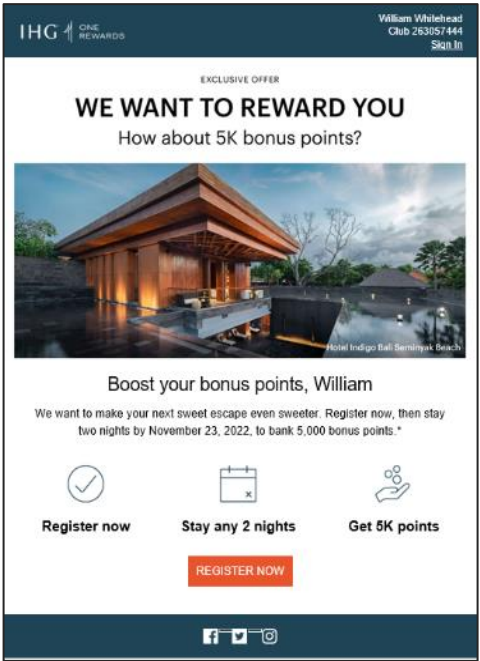 IHG ONE
REWARDS
William Whitehead
Club 263057444
Sign In
EXCLUSIVE OFFER
WE WANT TO REWARD YOU
How about 5K bonus points?
Hotel Indigo Bali Seminyak Beach
Boost your bonus points, William
We want to make your next sweet escape even sweeter. Register now, then stay
two nights by November 23, 2022, to bank 5,000 bonus points.*
Register now
Stay any 2 nights
Get 5K points
REGISTER NOW